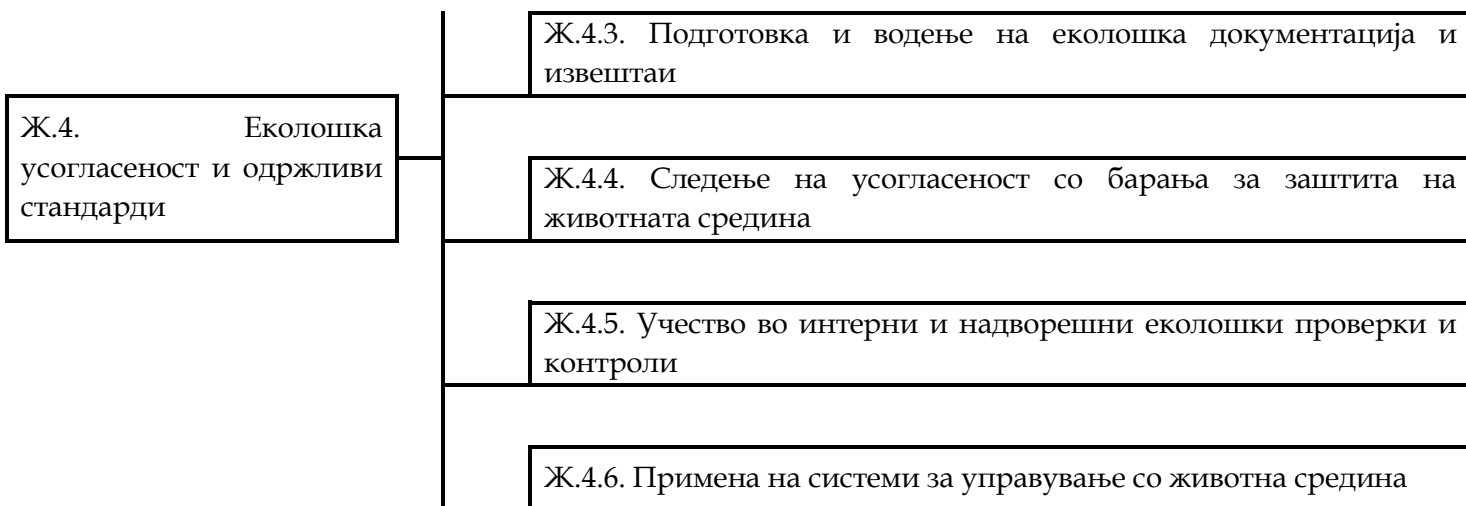 Ж.4.3. Подготовка и водење на еколошка документација и
извештаи
Ж.4. Еколошка
усогласеност и одржливи
стандарди
Ж.4.4. Следење на усогласеност со барања за заштита на
животната средина
Ж.4.5. Учество во интерни и надворешни еколошки проверки и
контроли
Ж.4.6. Примена на системи за управување со животна средина